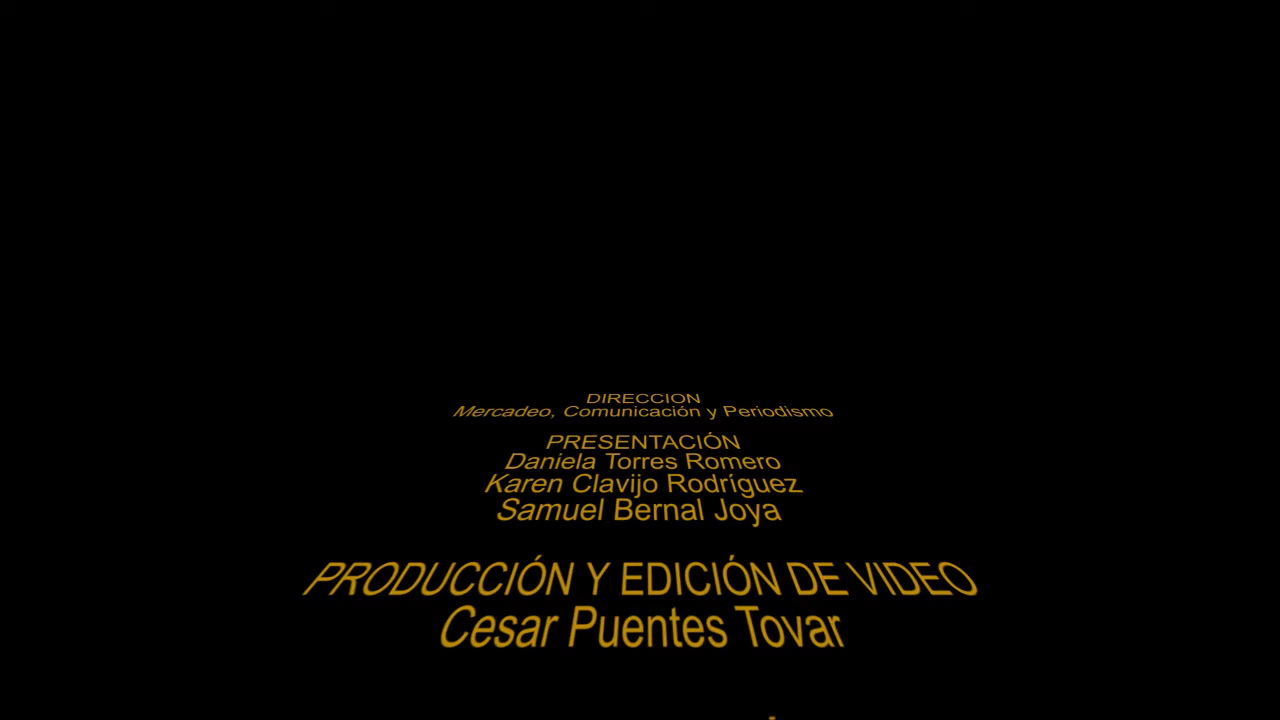 DIRECCION
Mercadeo, Comunicación y Periodismo
PRESENTACIÓN
Daniela Torres Romero
Karen Clavijo Rodríguez
Samuel Bernal Joya
PRODUCCIÓN Y EDICIÓN DE VIDEO
Cesar Puentes Tovar